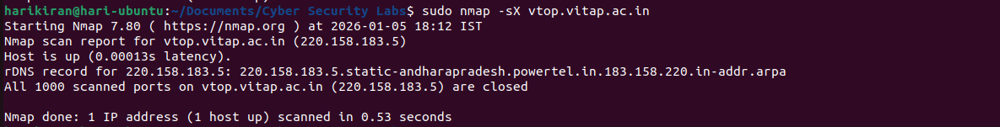 harikiran@hari-ubuntu:~/Documents/Cyber Security Labs$ sudo nmap -sX vtop.vitap.ac.in
Starting Nmap 7.80 ( https://nmap.org ) at 2026-01-05 18:12 IST
Nmap scan report for vtop.vitap.ac.in (220.158.183.5)
Host is up (0.00013s latency).
rDNS record for 220.158.183.5: 220.158.183.5.static-andharapradesh.powertel.in.183.158.220.in-addr.arpa
All 1000 scanned ports on vtop.vitap.ac.in (220.158.183.5) are closed
Nmap done: 1 IP address (1 host up) scanned in 0.53 seconds